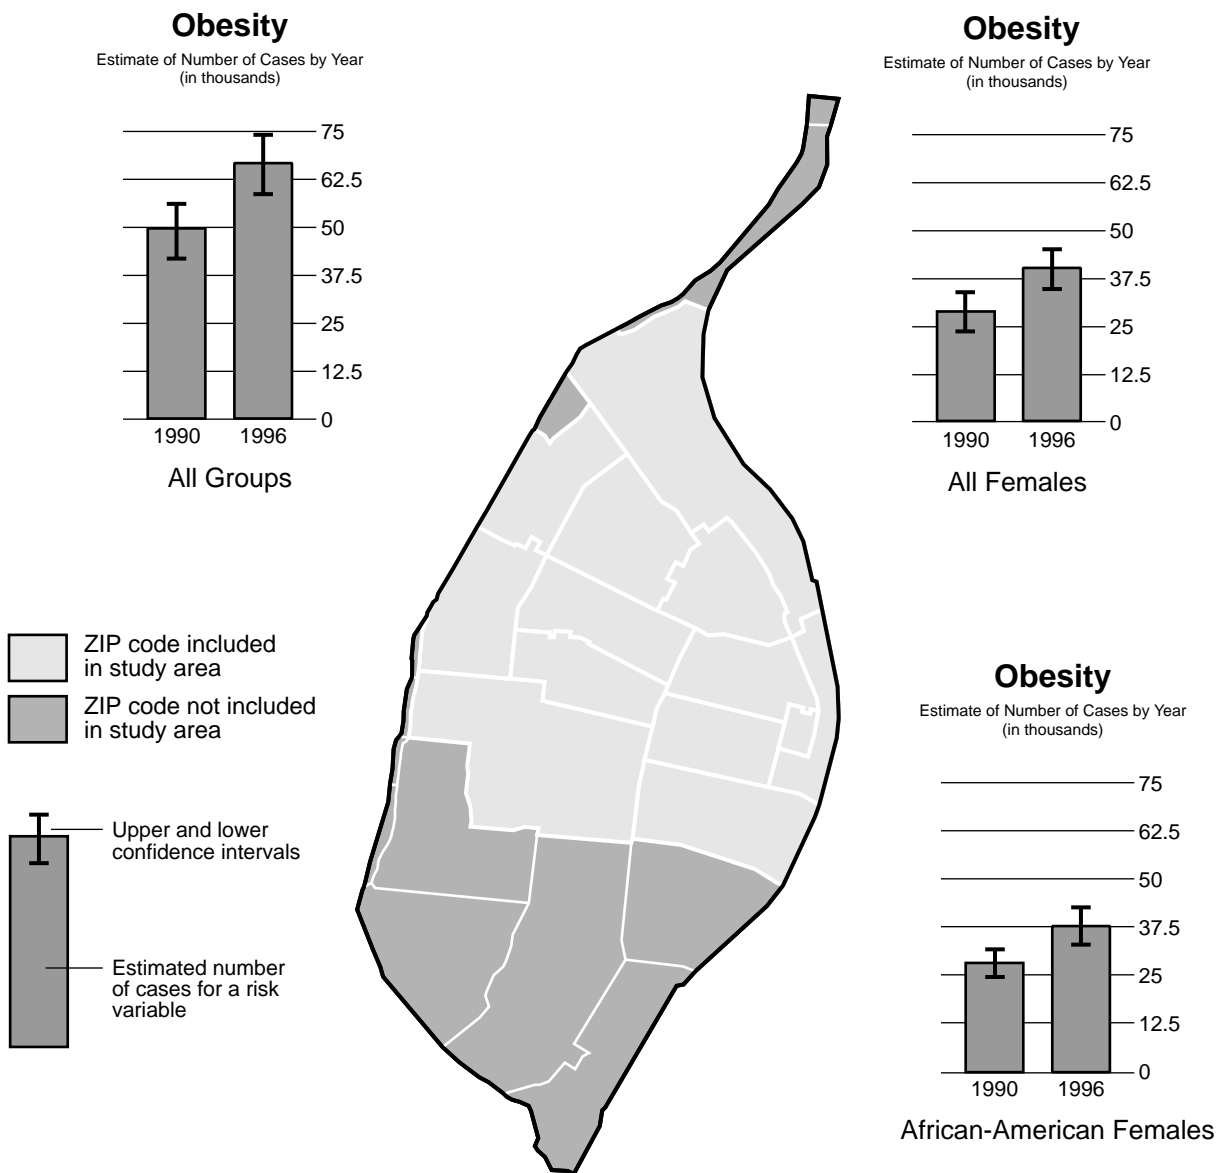 Obesity
Estimate of Number of Cases by Year
(in thousands)
75
62.5
50
37.5
25
12.5
0
1990
1996
All Groups
Obesity
Estimate of Number of Cases by Year
(in thousands)
75
62.5
50
37.5
25
12.5
0
1990
1996
All Females
ZIP code included
in study area
ZIP code not included
in study area
Upper and lower
confidence intervals
Estimated number
of cases for a risk
variable
Obesity
Estimate of Number of Cases by Year
(in thousands)
75
62.5
50
37.5
25
12.5
0
1990
1996
African-American Females